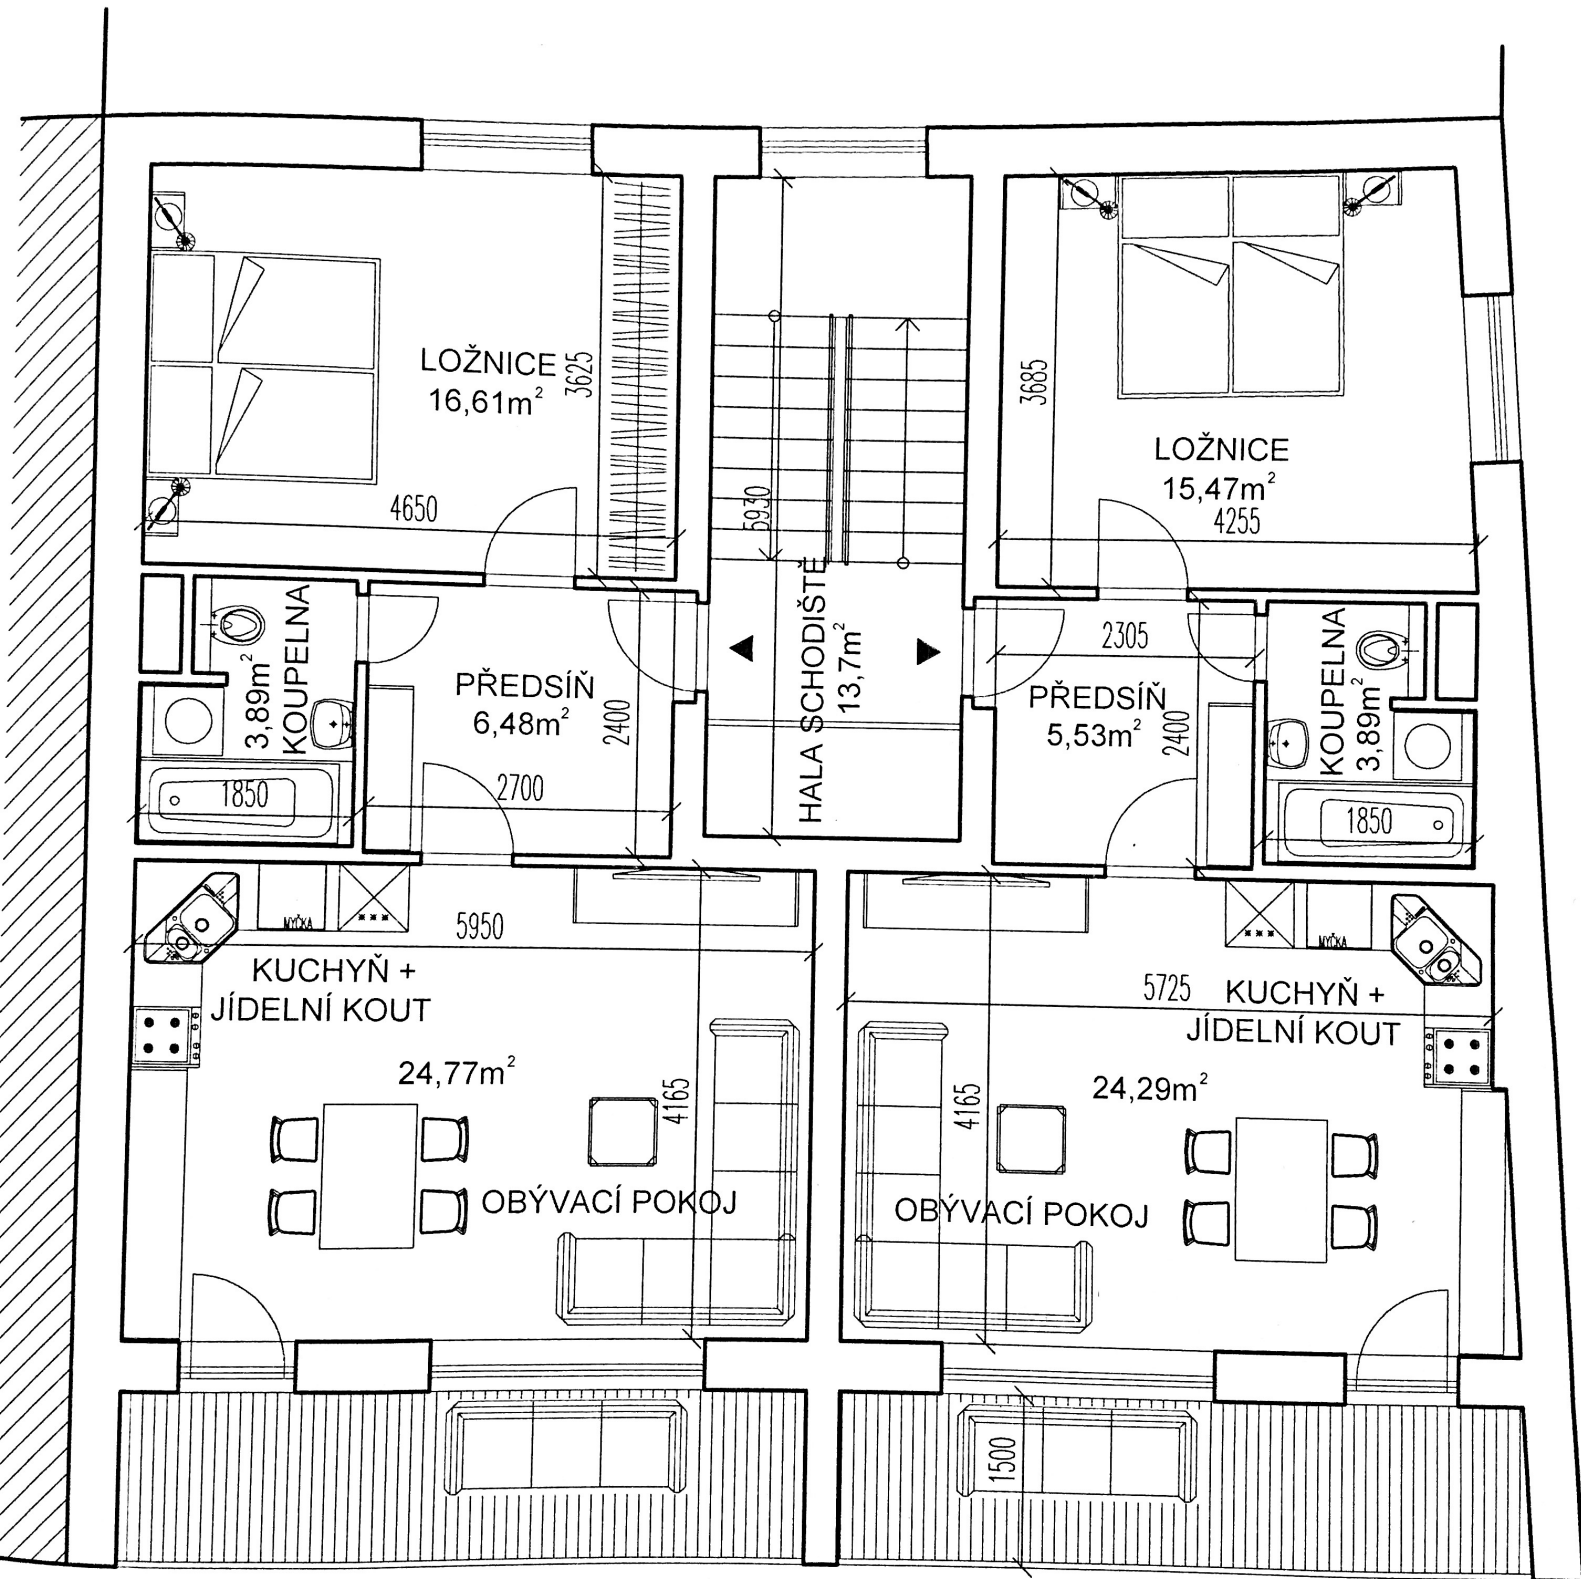 LOŽNICE
16,61m²
3625
4650
5930
3685
LOŽNICE
15,47m²
4255
HALA SCHODIŠTĚ
13,7m²
KOUPELNA
3,89m²
PŘEDSÍŇ
6,48m²
2400
1850
2700
2305
PŘEDSÍŇ
5,53m²
2400
KOUPELNA
3,89m²
1850
MYČKA
5950
KUCHYŇ +
JÍDELNÍ KOUT
24,77m²
4165
OBÝVACÍ POKOJ
MYČKA
5725
KUCHYŇ +
JÍDELNÍ KOUT
24,29m²
4165
OBÝVACÍ POKOJ
1500